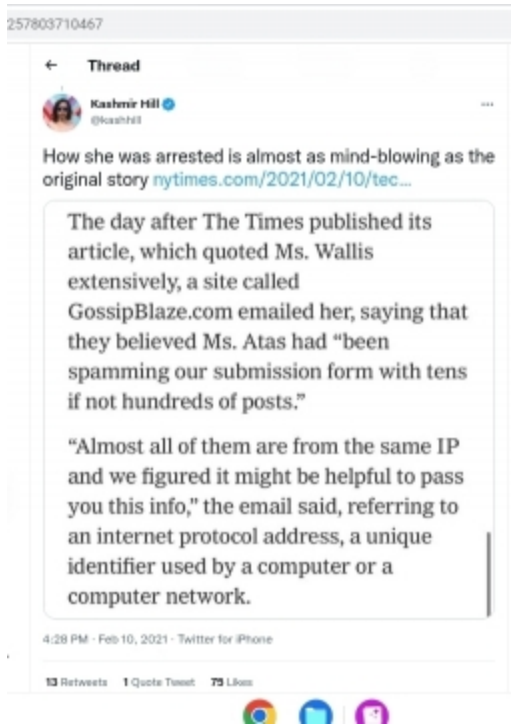 257803710467
Thread
Kashmir Hill
@kashhill
How she was arrested is almost as mind-blowing as the
original story nytimes.com/2021/02/10/tec...
The day after The Times published its
article, which quoted Ms. Wallis
extensively, a site called
GossipBlaze.com emailed her, saying that
they believed Ms. Atas had “been
spamming our submission form with tens
if not hundreds of posts.”
“Almost all of them are from the same IP
and we figured it might be helpful to pass
you this info,” the email said, referring to
an internet protocol address, a unique
identifier used by a computer or a
computer network.
4:28 PM · Feb 10, 2021 · Twitter for iPhone
13 Retweets 1 Quote Tweet 75 Likes